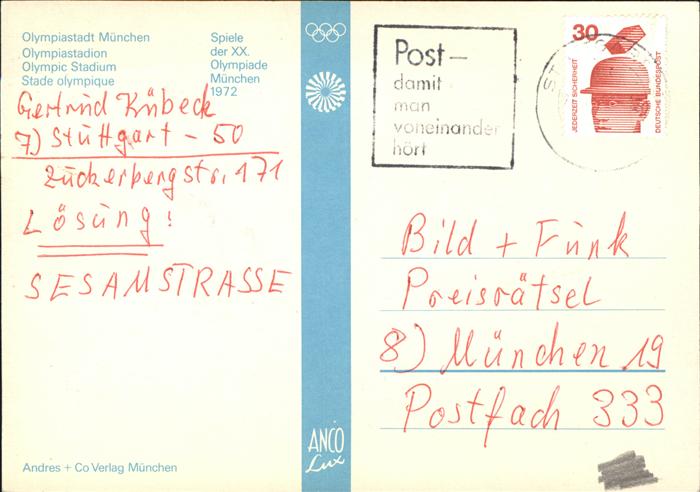 Olympiastadt München
Olympiastadion
Olympic Stadium
Stade olympique
Spiele
der XX.
Olympiade
München
1972
Gertrud Kübeck
7) Stuttgart - 50
Zuckerbergstr. 171
Lösung!
SESAMSTRASSE
Andres + Co Verlag München
ANCO
Lux
Post –
damit
man
voneinander
hört
30
JEDERZEIT SICHERHEIT
DEUTSCHE BUNDESPOST
Bild + Funk
Preisrätsel
8) München 19
Postfach 333